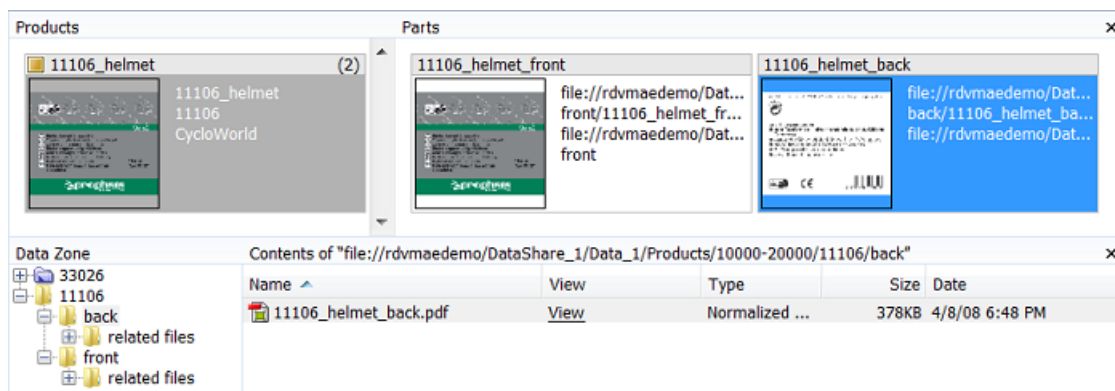 Products
Parts
11106_helmet (2)
11106_helmet
11106
CycloWorld
11106_helmet_front
file://rdvmaedemo/Dat...
front/11106_helmet_fr...
file://rdvmaedemo/Dat...
front
11106_helmet_back
file://rdvmaedemo/Dat...
back/11106_helmet_ba...
file://rdvmaedemo/Dat...
Data Zone
33026
11106
back
related files
front
related files
Contents of "file://rdvmaedemo/DataShare_1/Data_1/Products/10000-20000/11106/back"
Name View Type Size Date
11106_helmet_back.pdf View Normalized ... 378KB 4/8/08 6:48 PM